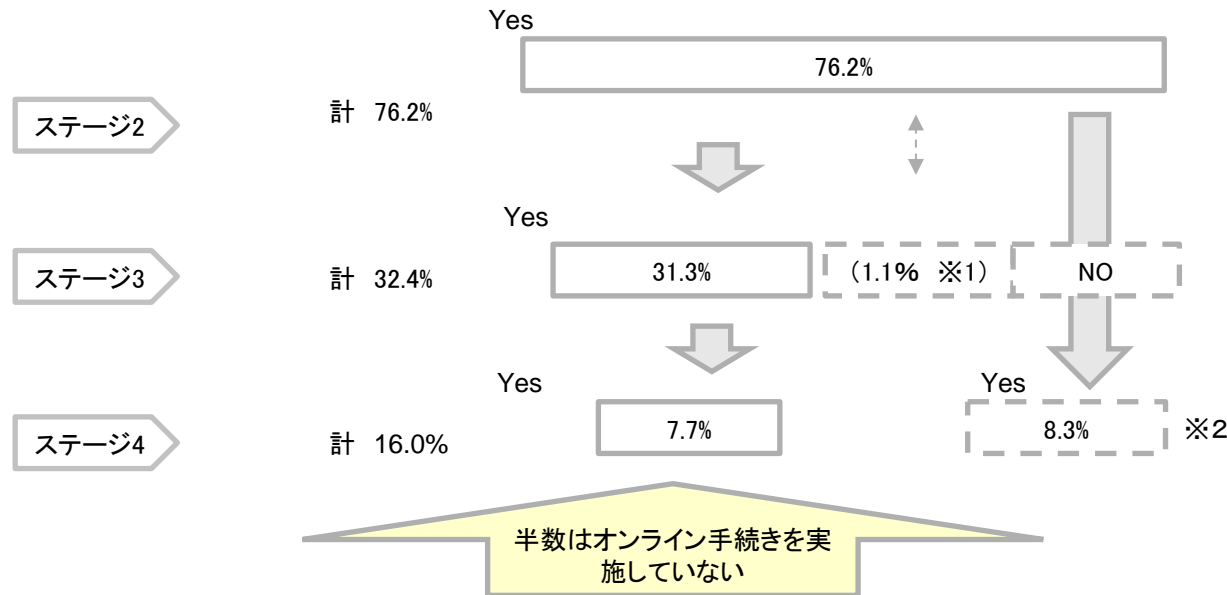 Yes
76.2%
ステージ2
計 76.2%
Yes
ステージ3
計 32.4%
31.3%
(1.1% ※1)
NO
Yes
Yes
ステージ4
計 16.0%
7.7%
8.3%
※2
半数はオンライン手続きを実
施していない